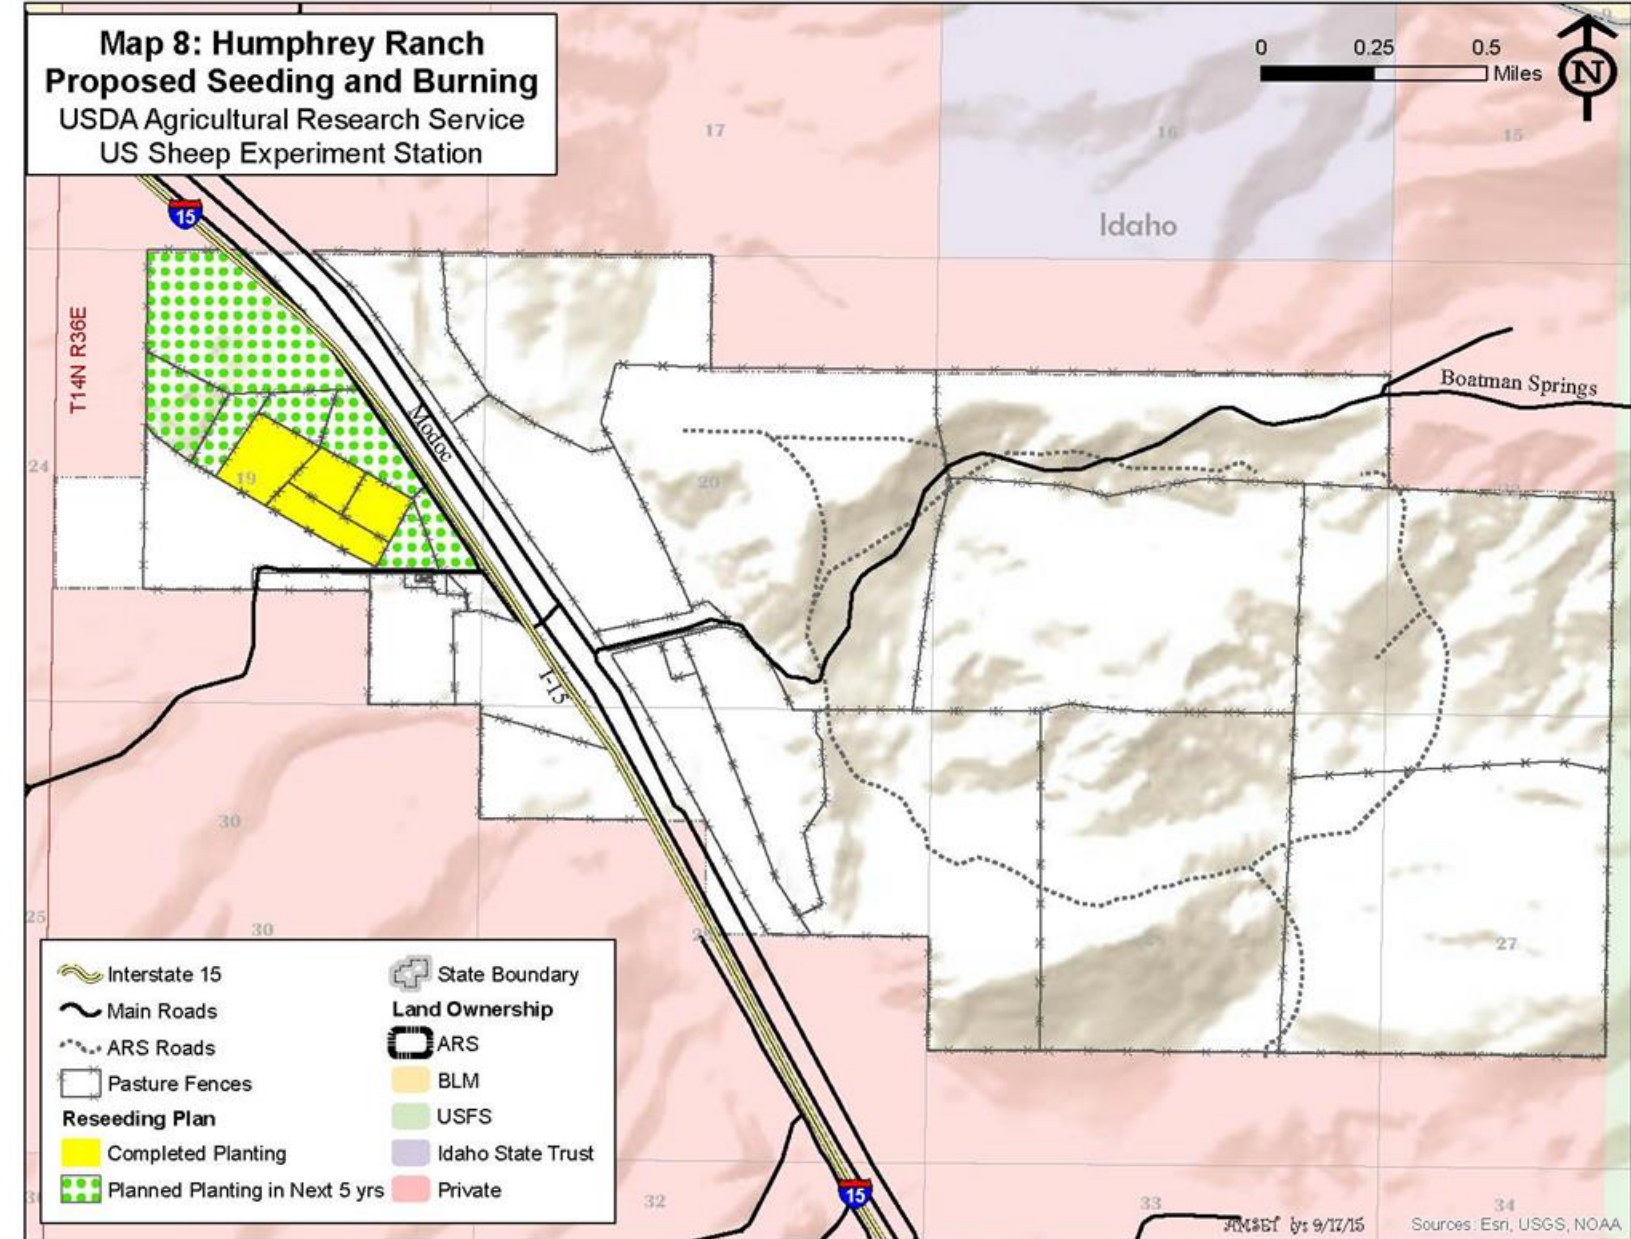 Map 8: Humphrey Ranch
Proposed Seeding and Burning
USDA Agricultural Research Service
US Sheep Experiment Station
0 0.25 0.5
Miles
N
17
16
15
15
Idaho
T14N R36E
Boatman Springs
Modoc
24
19
20
I-15
30
25
30
27
Interstate 15
Main Roads
ARS Roads
Pasture Fences
Reseeding Plan
Completed Planting
Planned Planting in Next 5 yrs
State Boundary
Land Ownership
ARS
BLM
USFS
Idaho State Trust
Private
15
32
33
34
Sources: Esri, USGS, NOAA